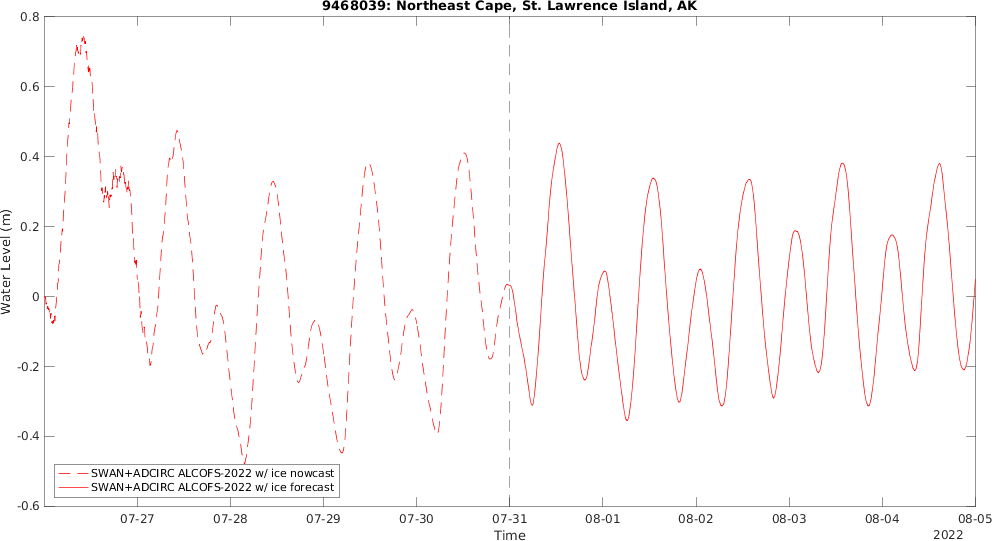 9468039: Northeast Cape, St. Lawrence Island, AK
0.8
0.6
0.4
0.2
0
-0.2
-0.4
-0.6
Water Level (m)
SWAN+ADCIRC ALCOFS-2022 w/ ice nowcast
SWAN+ADCIRC ALCOFS-2022 w/ ice forecast
07-27 07-28 07-29 07-30 07-31 08-01 08-02 08-03 08-04 08-05
Time
2022